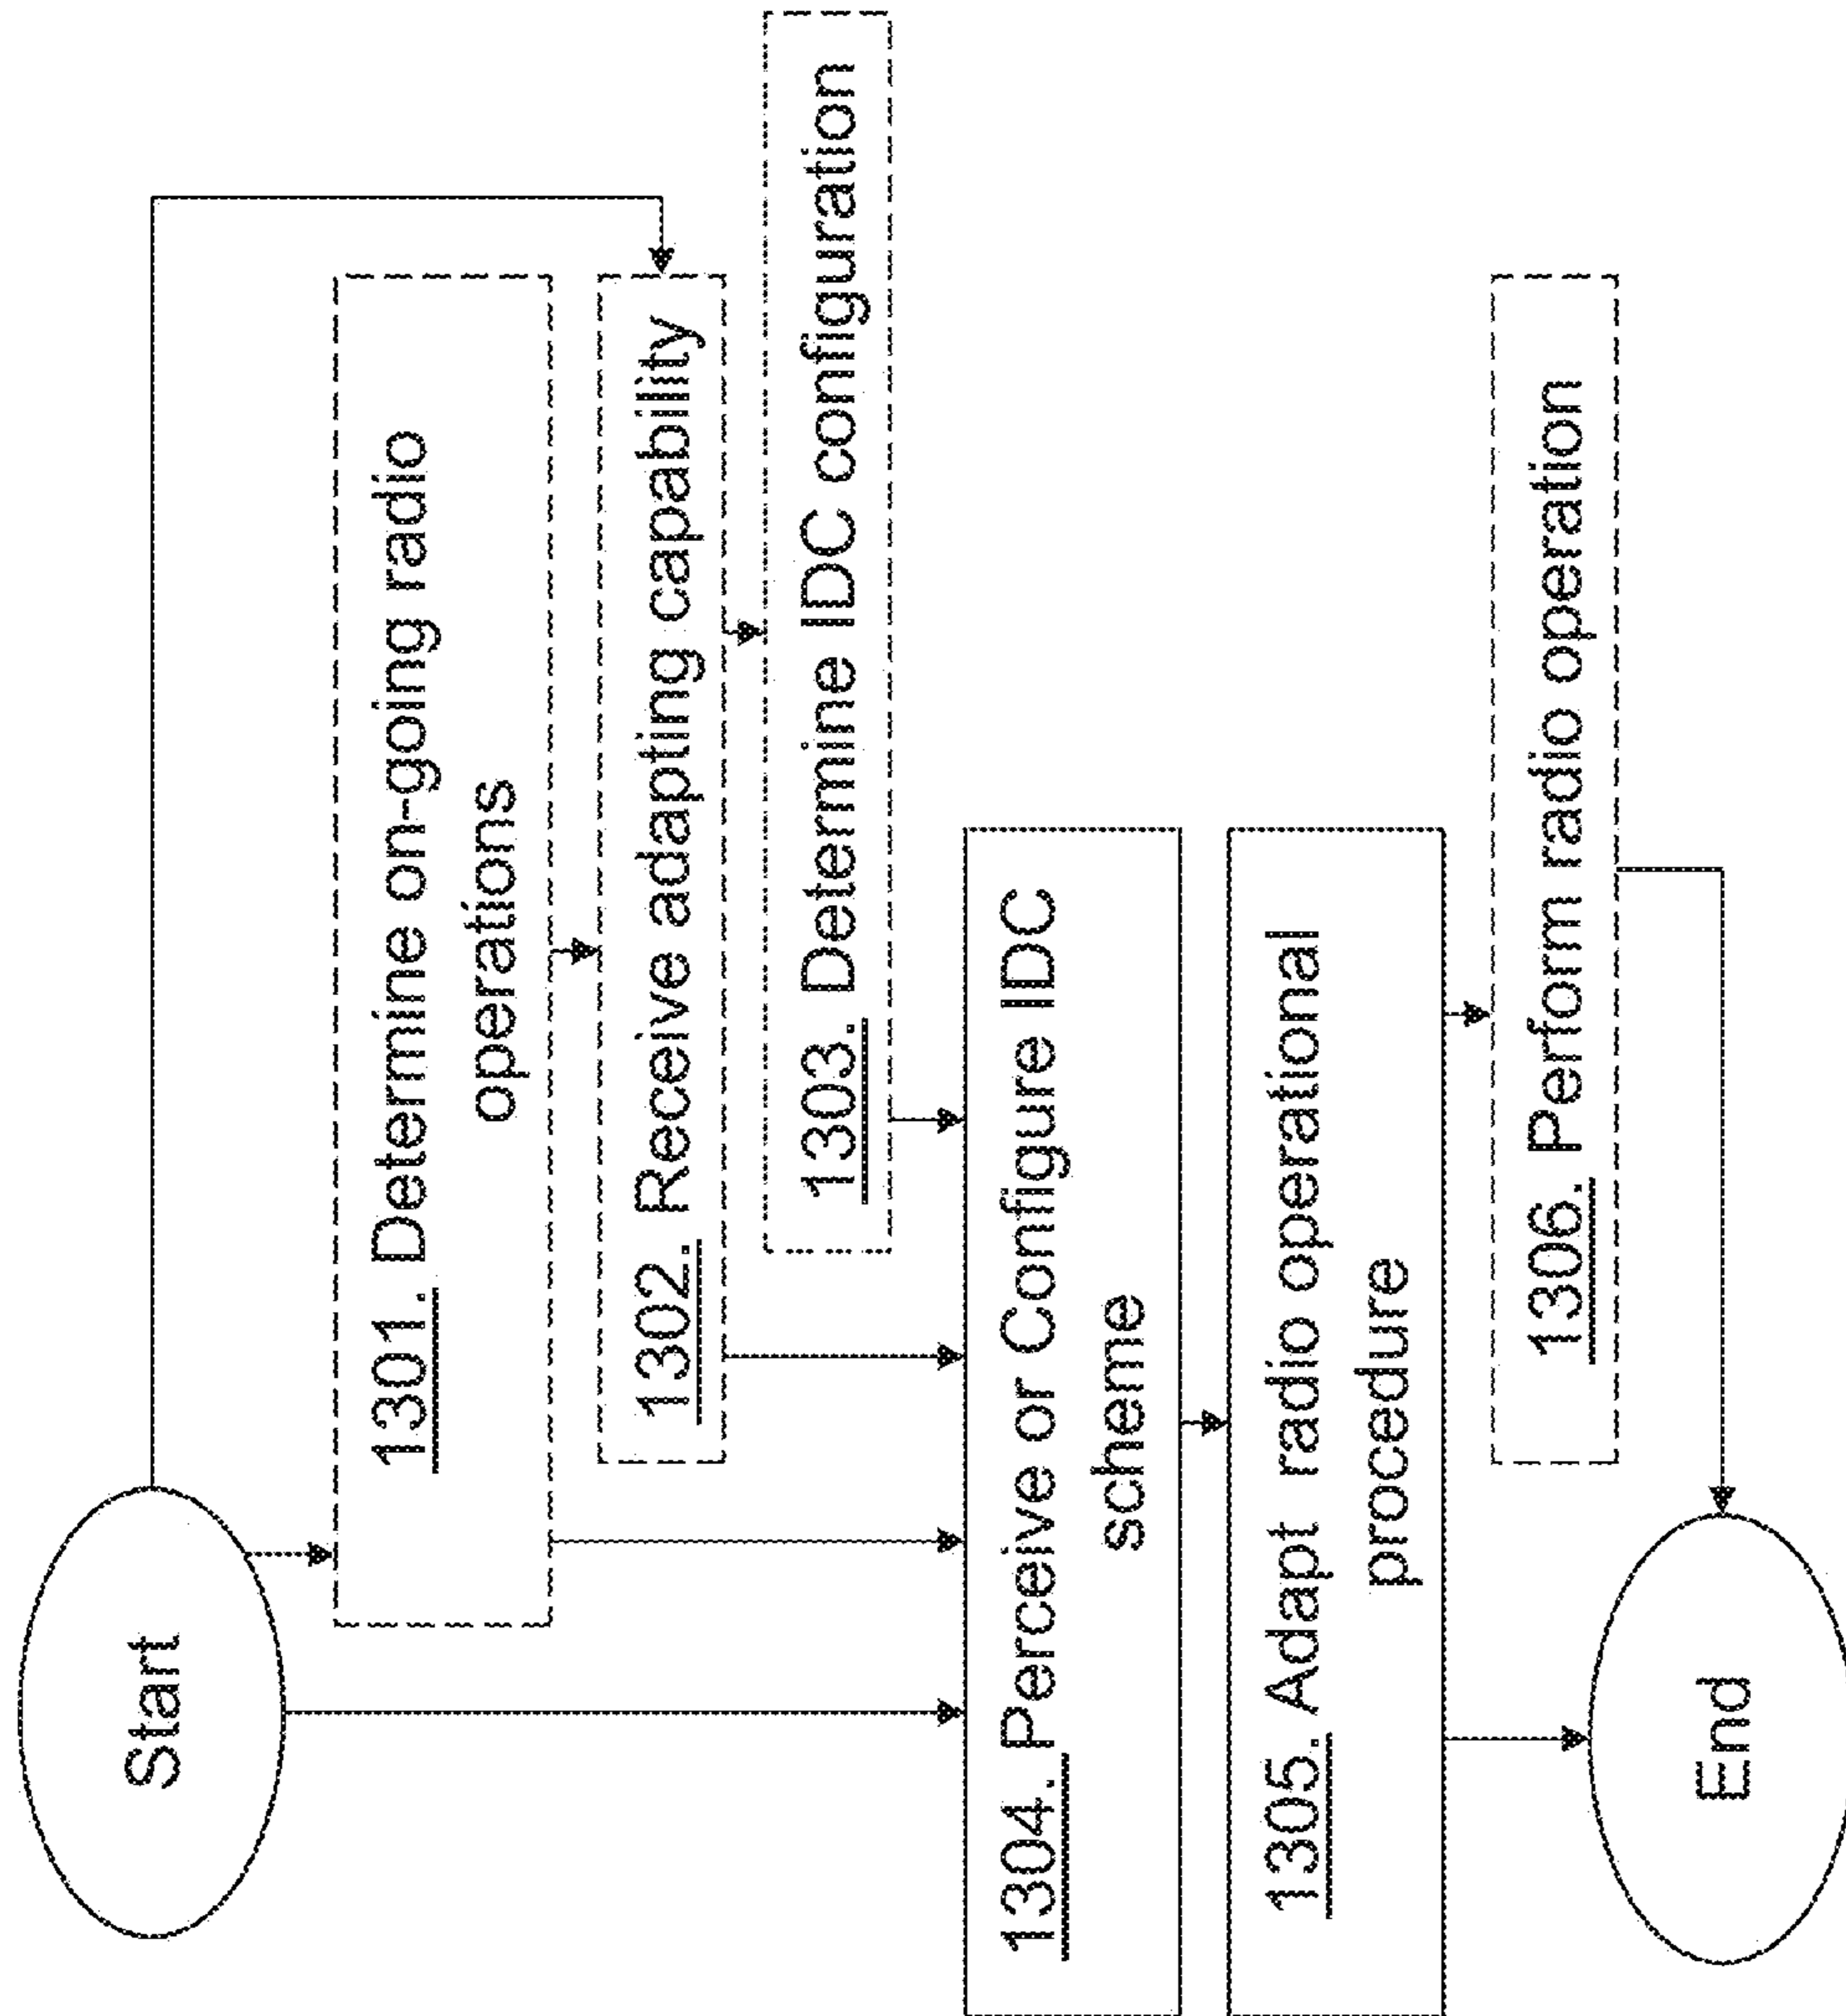 Start
1301. Determine on-going radio
operations
1302. Receive adapting capability
1303. Determine IDC configuration
1304. Perceive or Configure IDC
scheme
1305. Adapt radio operational
procedure
1306. Perform radio operation
End